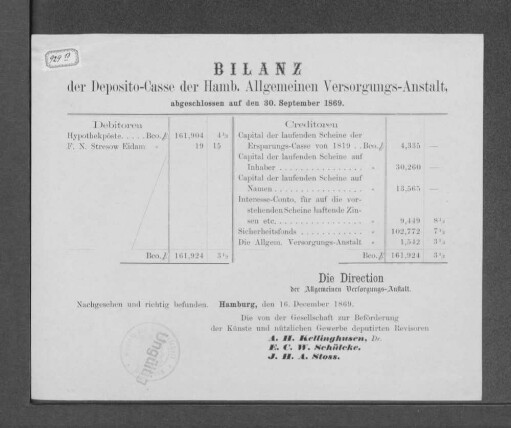 929 12
BILANZ
der Deposito-Casse der Hamb. Allgemeinen Versorgungs-Anstalt,
abgeschlossen auf den 30. September 1869.
Debitoren
Hypothekpöste. . . . . Bco.ℳ 161,904 4½
F. N. Stresow Eidam „ 19 15
Bco.ℳ 161,924 3½
Creditoren
Capital der laufenden Scheine der
Ersparungs-Casse von 1819 . . Bco.ℳ 4,335 —
Capital der laufenden Scheine auf
Inhaber . . . . . . . . . . . . . . . . „ 30,260 —
Capital der laufenden Scheine auf
Namen . . . . . . . . . . . . . . . . . „ 13,565 —
Interesse-Conto, für auf die vor-
stehenden Scheine haftende Zin-
sen etc. . . . . . . . . . . . . . . . . „ 9,449
Sicherheitsfonds . . . . . . . . . . . „ 102,772
Die Allgem. Versorgungs-Anstalt „ 1,542 3½
Bco.ℳ 161,924 3½
Die Direction
der Allgemeinen Versorgungs-Anstalt.
Nachgesehen und richtig befunden. Hamburg, den 16. December 1869.
Die von der Gesellschaft zur Beförderung
der Künste und nützlichen Gewerbe deputirten Revisoren
A. H. Kellinghusen, Dr.
E. C. W. Schülcke.
J. H. A. Stoss.
Ungültig